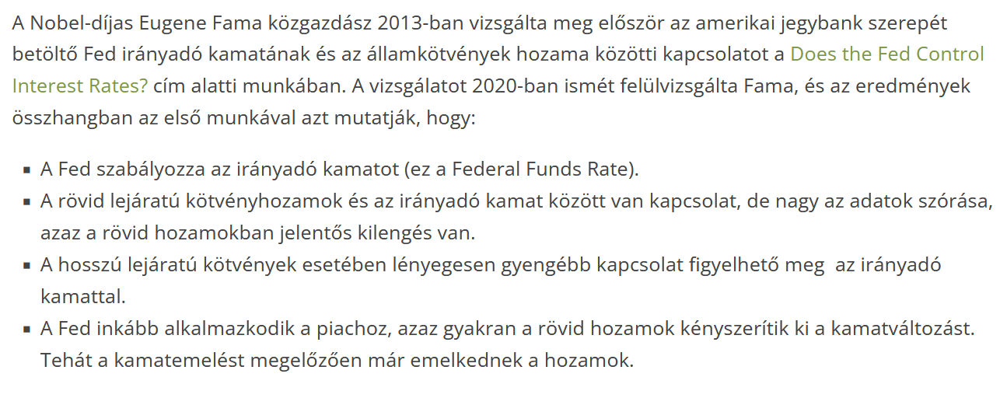 A Nobel-díjas Eugene Fama közgazdász 2013-ban vizsgálta meg először az amerikai jegybank szerepét
betöltő Fed irányadó kamatának és az államkötvények hozama közötti kapcsolatot a Does the Fed Control
Interest Rates? cím alatti munkában. A vizsgálatot 2020-ban ismét felülvizsgálta Fama, és az eredmények
összhangban az első munkával azt mutatják, hogy:
▪ A Fed szabályozza az irányadó kamatot (ez a Federal Funds Rate).
▪ A rövid lejáratú kötvényhozamok és az irányadó kamat között van kapcsolat, de nagy az adatok szórása,
azaz a rövid hozamokban jelentős kilengés van.
▪ A hosszú lejáratú kötvények esetében lényegesen gyengébb kapcsolat figyelhető meg  az irányadó
kamattal.
▪ A Fed inkább alkalmazkodik a piachoz, azaz gyakran a rövid hozamok kényszerítik ki a kamatváltozást.
Tehát a kamatemelést megelőzően már emelkednek a hozamok.